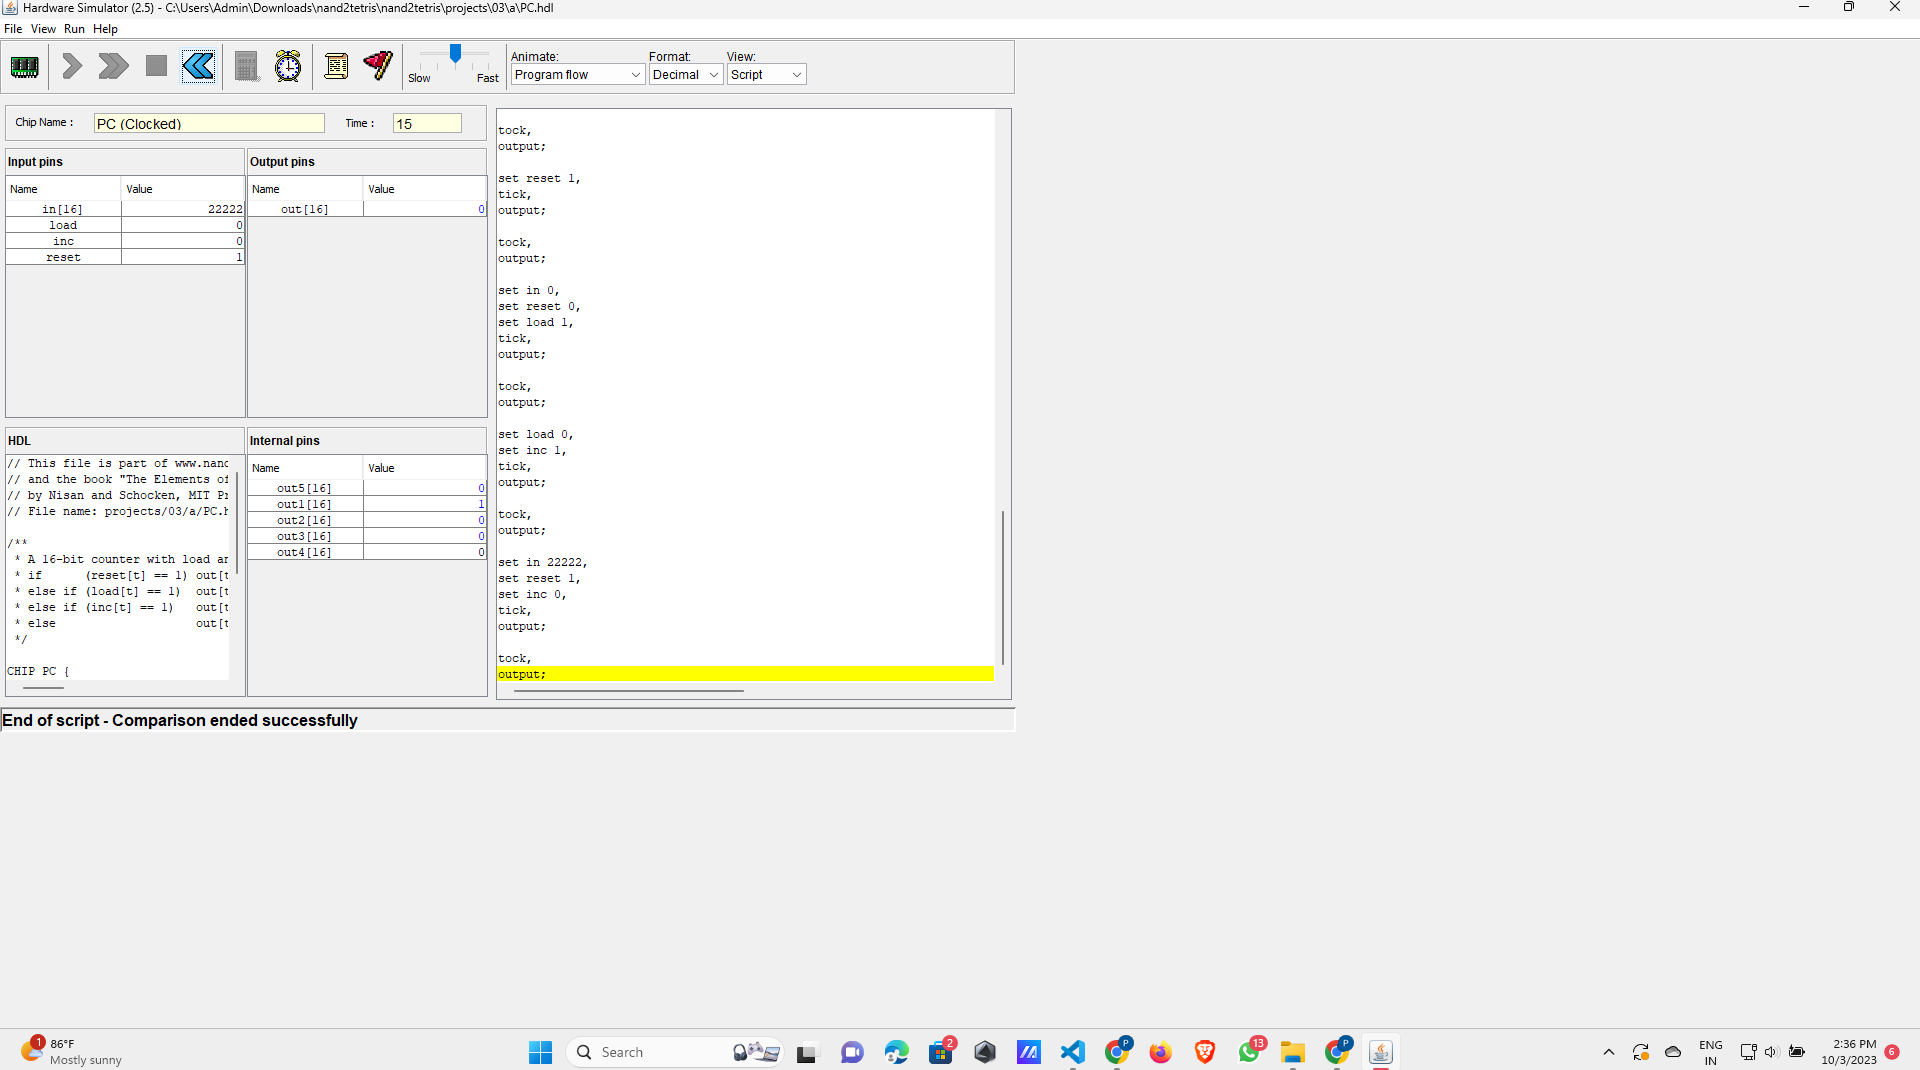 Hardware Simulator (2.5) - C:\Users\Admin\Downloads\nand2tetris\nand2tetris\projects\03\a\PC.hdl
File View Run Help
Slow Fast
Animate: Format: View:
Program flow Decimal Script
Chip Name : PC (Clocked) Time : 15
Input pins
Name Value
in[16] 22222
load 0
inc 0
reset 1
Output pins
Name Value
out[16] 0
HDL
// This file is part of www.nanc
// and the book "The Elements of
// by Nisan and Schocken, MIT Pr
// File name: projects/03/a/PC.h
/**
* A 16-bit counter with load an
* if (reset[t] == 1) out[t
* else if (load[t] == 1) out[t
* else if (inc[t] == 1) out[t
* else out[t
*/
CHIP PC {
Internal pins
Name Value
out5[16] 0
out1[16] 1
out2[16] 0
out3[16] 0
out4[16] 0
tock,
output;
set reset 1,
tick,
output;
tock,
output;
set in 0,
set reset 0,
set load 1,
tick,
output;
tock,
output;
set load 0,
set inc 1,
tick,
output;
tock,
output;
set in 22222,
set reset 1,
set inc 0,
tick,
output;
tock,
output;
End of script - Comparison ended successfully
1
86°F
Mostly sunny
Search
2
P
13
P
ENG
IN
2:36 PM
10/3/2023
6